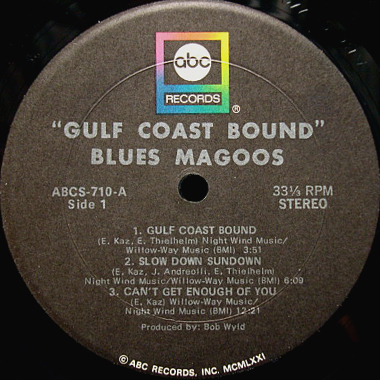 abc
RECORDS
®
"GULF COAST BOUND"
BLUES MAGOOS
ABCS-710-A
Side 1
33⅓ RPM
STEREO
1. GULF COAST BOUND
(E. Kaz, E. Thielhelm) Night Wind Music/
Willow-Way Music (BMI) 3:51
2. SLOW DOWN SUNDOWN
(E. Kaz, J. Andreolli, E. Thielhelm)
Night Wind Music/Willow-Way Music (BMI) 6:09
3. CAN'T GET ENOUGH OF YOU
(E. Kaz) Willow-Way Music/
Night Wind Music (BMI) 12:21
Produced by: Bob Wyld
© ABC RECORDS, INC. MCMLXXI